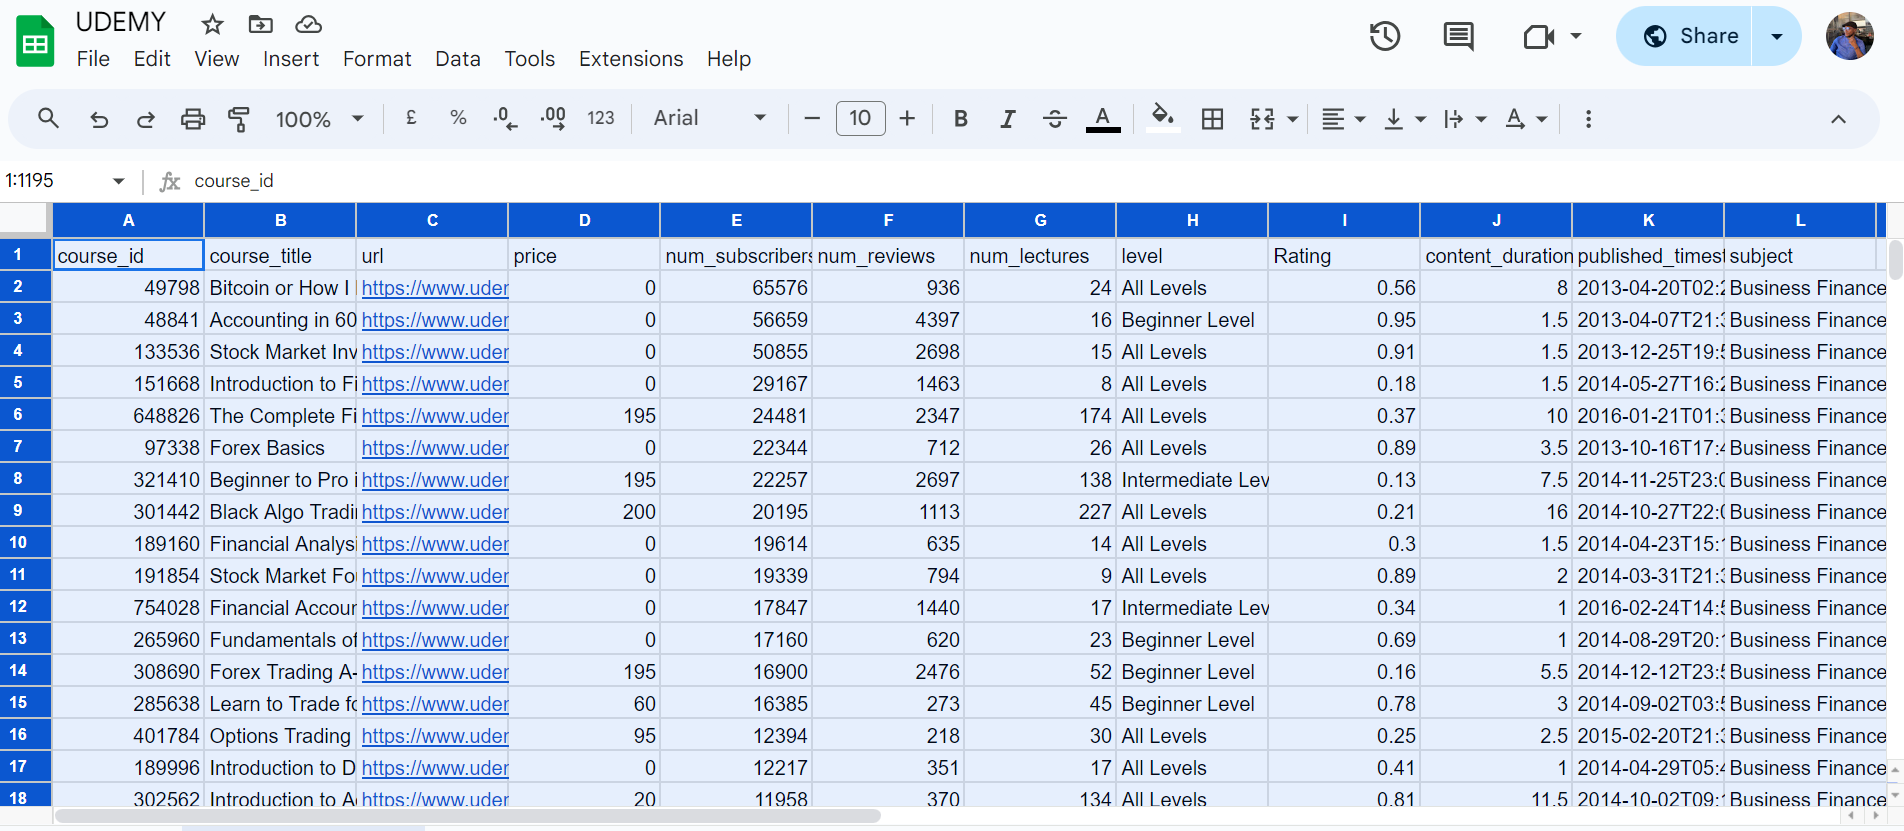 UDEMY
File Edit View Insert Format Data Tools Extensions Help
Share
100% £ % .0 .00 123 Arial 10 B I A A
1:1195 fx course_id
A B C D E F G H I J K L
1 course_id course_title url price num_subscribers num_reviews num_lectures level Rating content_duration published_timest subject
2 49798 Bitcoin or How I https://www.uder 0 65576 936 24 All Levels 0.56 8 2013-04-20T02:2 Business Finance
3 48841 Accounting in 60 https://www.uder 0 56659 4397 16 Beginner Level 0.95 1.5 2013-04-07T21:3 Business Finance
4 133536 Stock Market Inv https://www.uder 0 50855 2698 15 All Levels 0.91 1.5 2013-12-25T19:5 Business Finance
5 151668 Introduction to Fi https://www.uder 0 29167 1463 8 All Levels 0.18 1.5 2014-05-27T16:2 Business Finance
6 648826 The Complete Fi https://www.uder 195 24481 2347 174 All Levels 0.37 10 2016-01-21T01:3 Business Finance
7 97338 Forex Basics https://www.uder 0 22344 712 26 All Levels 0.89 3.5 2013-10-16T17:4 Business Finance
8 321410 Beginner to Pro i https://www.uder 195 22257 2697 138 Intermediate Lev 0.13 7.5 2014-11-25T23:0 Business Finance
9 301442 Black Algo Tradi https://www.uder 200 20195 1113 227 All Levels 0.21 16 2014-10-27T22:0 Business Finance
10 189160 Financial Analysi https://www.uder 0 19614 635 14 All Levels 0.3 1.5 2014-04-23T15:1 Business Finance
11 191854 Stock Market Fou https://www.uder 0 19339 794 9 All Levels 0.89 2 2014-03-31T21:3 Business Finance
12 754028 Financial Accour https://www.uder 0 17847 1440 17 Intermediate Lev 0.34 1 2016-02-24T14:5 Business Finance
13 265960 Fundamentals of https://www.uder 0 17160 620 23 Beginner Level 0.69 1 2014-08-29T20:1 Business Finance
14 308690 Forex Trading A- https://www.uder 195 16900 2476 52 Beginner Level 0.16 5.5 2014-12-12T23:5 Business Finance
15 285638 Learn to Trade fo https://www.uder 60 16385 273 45 Beginner Level 0.78 3 2014-09-02T03:5 Business Finance
16 401784 Options Trading https://www.uder 95 12394 218 30 All Levels 0.25 2.5 2015-02-20T21:3 Business Finance
17 189996 Introduction to D https://www.uder 0 12217 351 17 All Levels 0.41 1 2014-04-29T05:4 Business Finance
18 302562 Introduction to A https://www.uder 20 11958 370 134 All Levels 0.81 11.5 2014-10-02T09:1 Business Finance